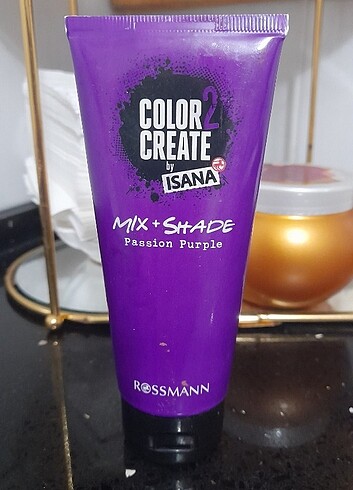 COLOR 2
CREATE
by
ISANA
MIX + SHADE
Passion Purple
ROSSMANN